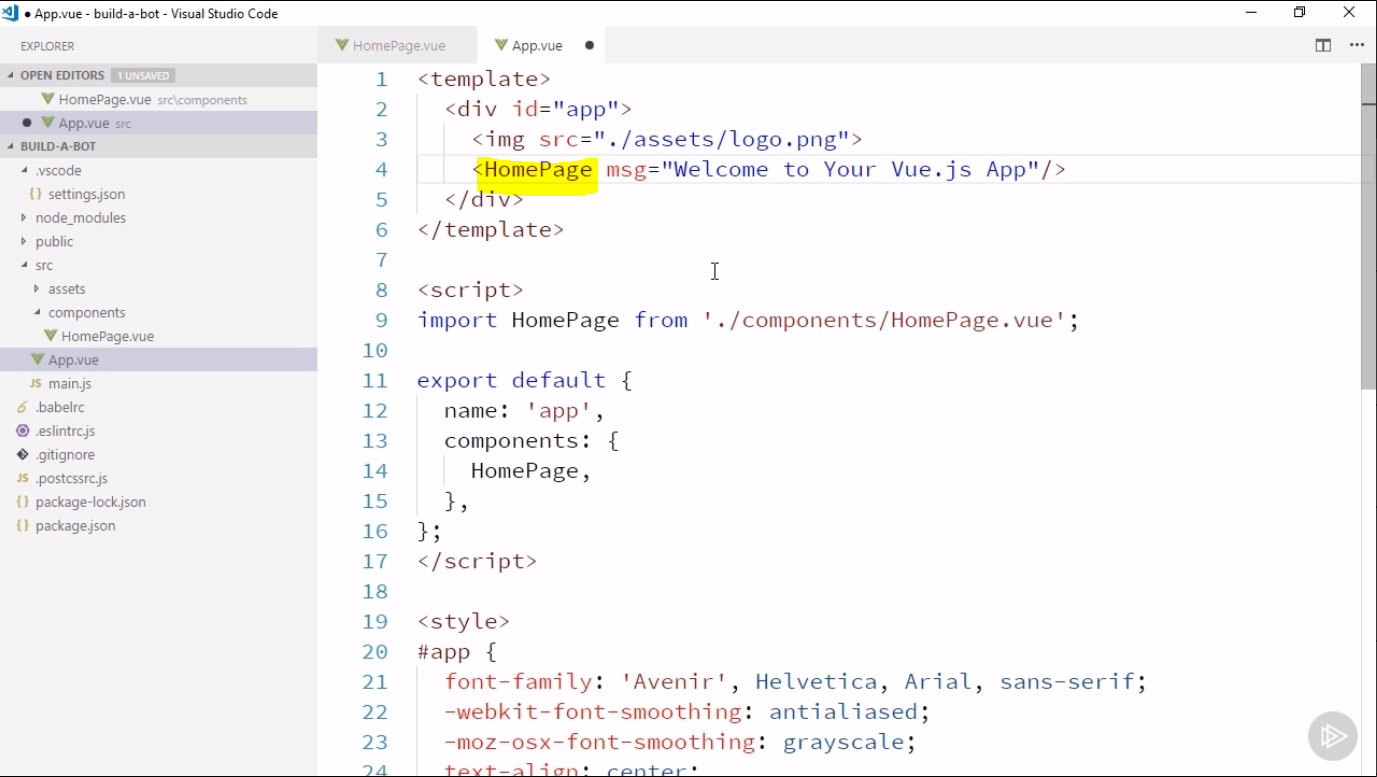 ● App.vue - build-a-bot - Visual Studio Code
EXPLORER
OPEN EDITORS 1 UNSAVED
HomePage.vue src\components
● App.vue src
BUILD-A-BOT
.vscode
{} settings.json
node_modules
public
src
assets
components
HomePage.vue
App.vue
JS main.js
.babelrc
.eslintrc.js
.gitignore
JS .postcssrc.js
{} package-lock.json
{} package.json
HomePage.vue App.vue ●
1 <template>
2 <div id="app">
3 <img src="./assets/logo.png">
4 <HomePage msg="Welcome to Your Vue.js App"/>
5 </div>
6 </template>
7
8 <script>
9 import HomePage from './components/HomePage.vue';
10
11 export default {
12 name: 'app',
13 components: {
14 HomePage,
15 },
16 };
17 </script>
18
19 <style>
20 #app {
21 font-family: 'Avenir', Helvetica, Arial, sans-serif;
22 -webkit-font-smoothing: antialiased;
23 -moz-osx-font-smoothing: grayscale;
24 text-align: center;